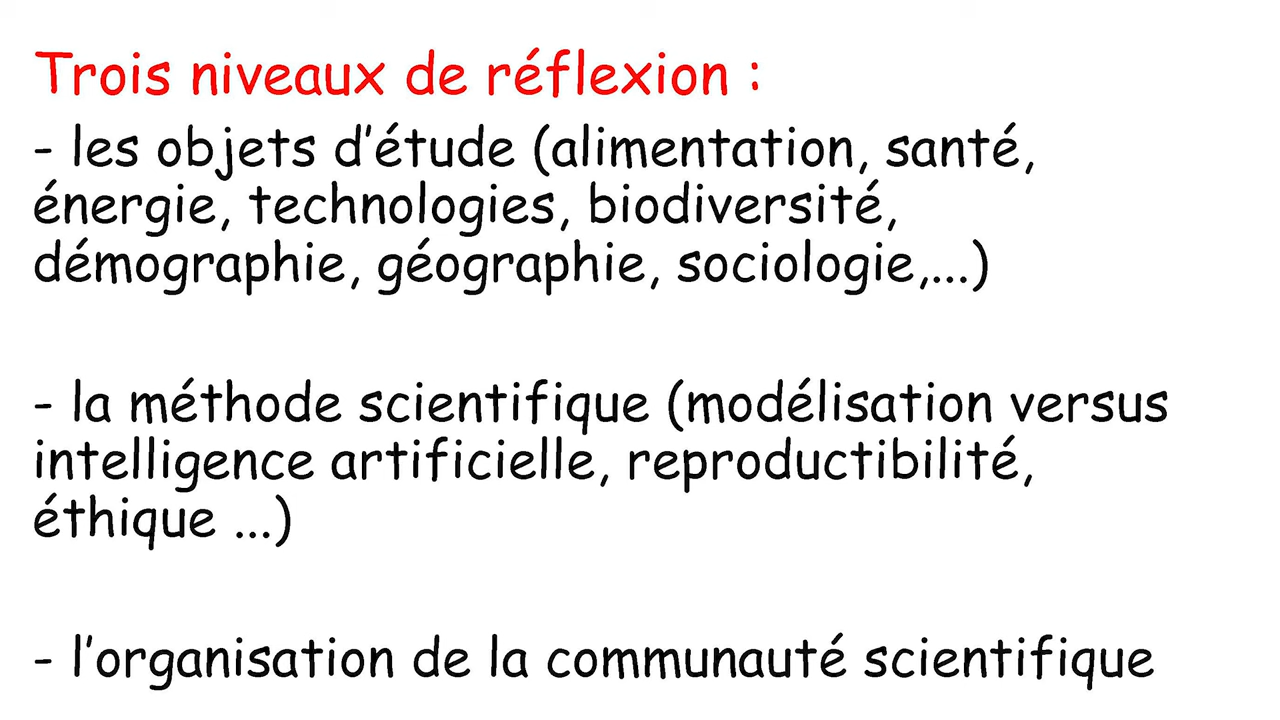 Trois niveaux de réflexion :
- les objets d’étude (alimentation, santé,
énergie, technologies, biodiversité,
démographie, géographie, sociologie,...)
- la méthode scientifique (modélisation versus
intelligence artificielle, reproductibilité,
éthique ...)
- l’organisation de la communauté scientifique